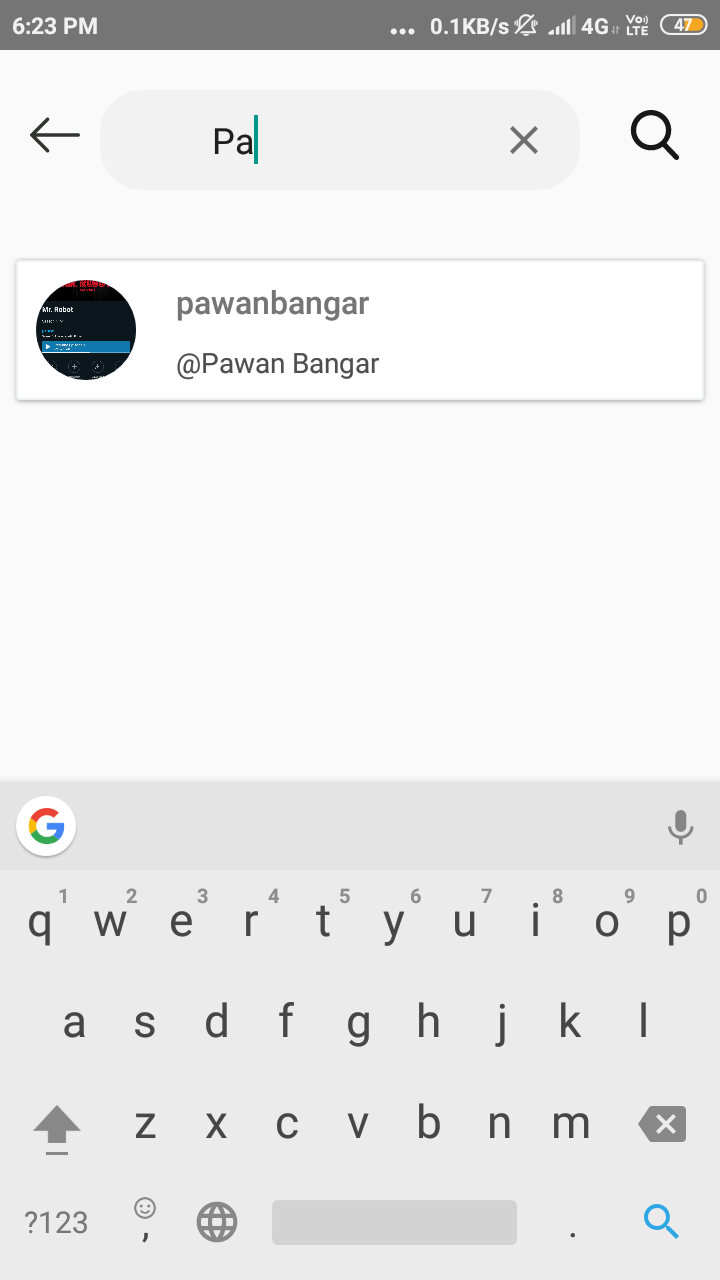 6:23 PM ... 0.1KB/s 4G Vo)) LTE 47
Pa
Mr. Robot
pawanbangar
@Pawan Bangar
G
1 2 3 4 5 6 7 8 9 0
q w e r t y u i o p
a s d f g h j k l
z x c v b n m
?123 , .